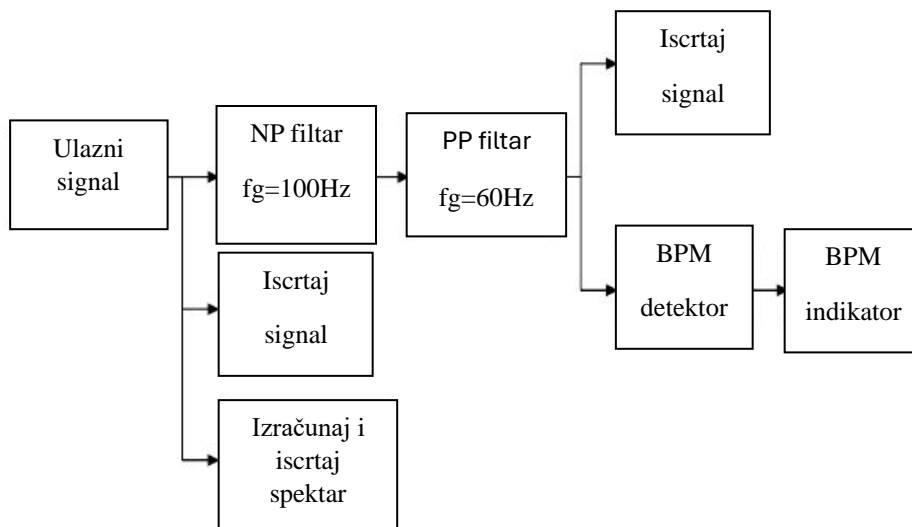 Ulazni
signal
NP filtar
fg=100Hz
PP filtar
fg=60Hz
Iscrtaj
signal
BPM
detektor
BPM
indikator
Iscrtaj
signal
Izračunaj i
iscrtaj
spektar